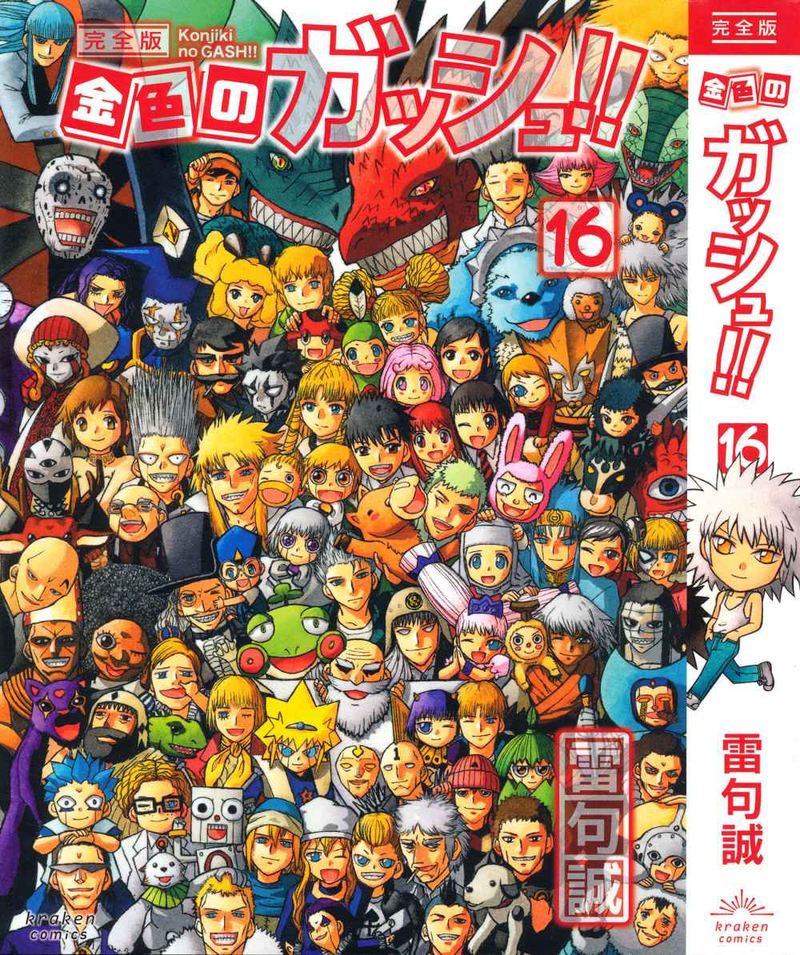 完全版
Konjiki
no GASH!!
金色のガッシュ!!
16
雷句誠
kraken
comics
完全版
金色の
ガッシュ!!
16
雷句誠
kraken
comics